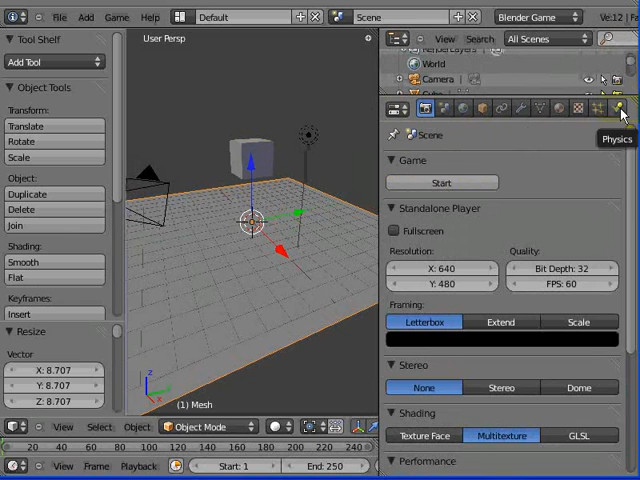 File Add Game Help Default Scene Blender Game Ve:12 | Fa
Tool Shelf
Add Tool
Object Tools
Transform:
Translate
Rotate
Scale
Object:
Duplicate
Delete
Join
Shading:
Smooth
Flat
Keyframes:
Insert
Resize
Vector
X: 8.707
Y: 8.707
Z: 8.707
User Persp
z
x
(1) Mesh
View Select Object Object Mode
20 40 60 80 100 120 140 160 180 200 220 240
View Frame Playback Start: 1 End: 250
View Search All Scenes
RenderLayers
World
Camera
Physics
Scene
Game
Start
Standalone Player
Fullscreen
Resolution: Quality:
X: 640 Bit Depth: 32
Y: 480 FPS: 60
Framing:
Letterbox Extend Scale
Stereo
None Stereo Dome
Shading
Texture Face Multitexture GLSL
Performance